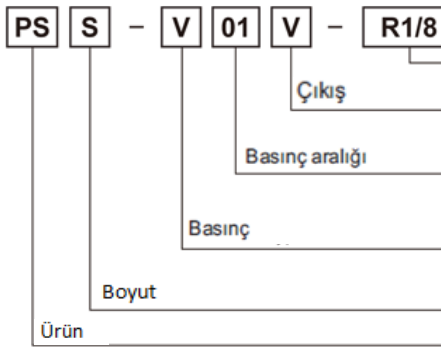 PS S - V 01 V - R1/8
Çıkış
Basınç aralığı
Basınç
Boyut
Ürün